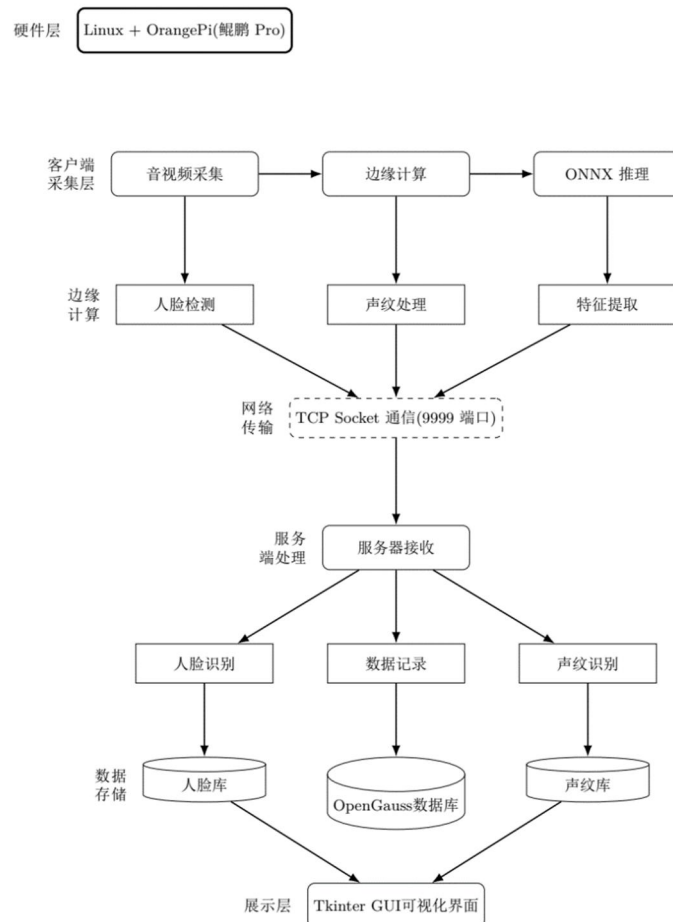 硬件层
Linux + OrangePi(鲲鹏 Pro)
客户端
采集层
音视频采集
边缘计算
ONNX 推理
边缘
计算
人脸检测
声纹处理
特征提取
网络
传输
TCP Socket 通信(9999 端口)
服务
端处理
服务器接收
人脸识别
数据记录
声纹识别
数据
存储
人脸库
OpenGauss数据库
声纹库
展示层
Tkinter GUI可视化界面